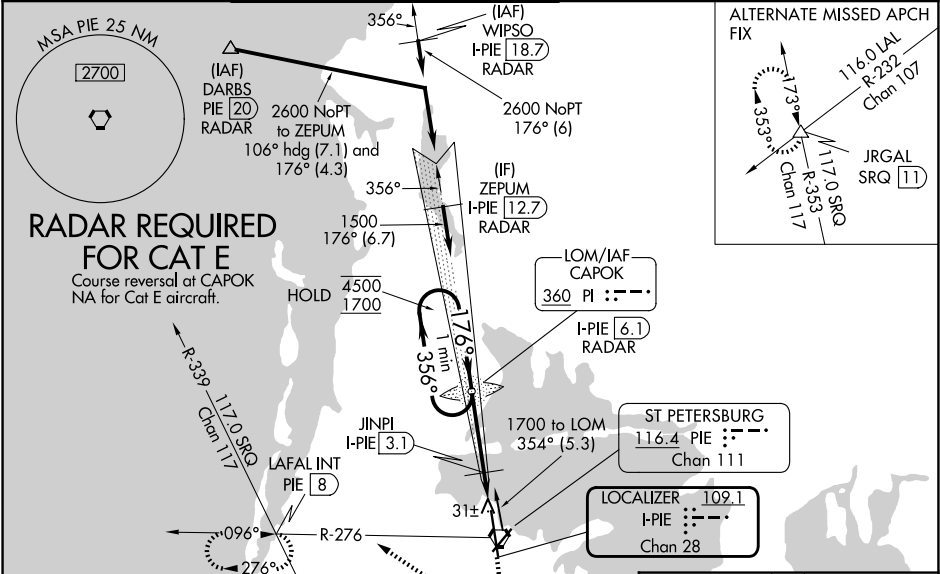 MSA PIE 25 NM
2700
(IAF)
DARBS
PIE 20
RADAR
2600 NoPT
to ZEPUM
106° hdg (7.1) and
176° (4.3)
356°
(IAF)
WIPSO
I-PIE 18.7
RADAR
2600 NoPT
176° (6)
ALTERNATE MISSED APCH
FIX
116.0 LAL
R-232
Chan 107
173°
353°
117.0 SRQ
R-353
Chan 117
JRGAL
SRQ 11
356°
(IF)
ZEPUM
I-PIE 12.7
RADAR
1500
176° (6.7)
RADAR REQUIRED
FOR CAT E
Course reversal at CAPOK
NA for Cat E aircraft.
HOLD 4500
1700
176°
1 min
356°
LOM/IAF
CAPOK
360 PI
I-PIE 6.1
RADAR
R-339
117.0 SRQ
Chan 117
JINPI
I-PIE 3.1
1700 to LOM
354° (5.3)
ST PETERSBURG
116.4 PIE
Chan 111
LAFAL INT
PIE 8
31±
LOCALIZER 109.1
I-PIE
Chan 28
096°
R-276
276°